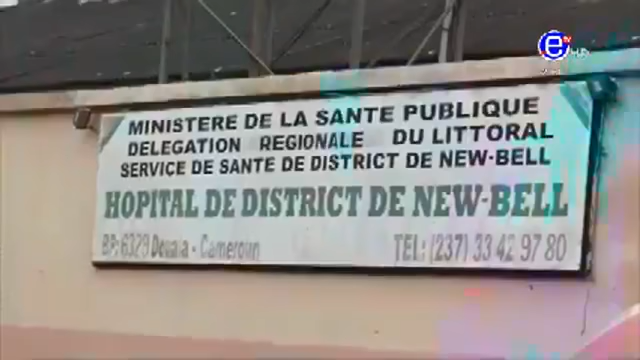 MINISTERE DE LA SANTE PUBLIQUE
DELEGATION REGIONALE DU LITTORAL
SERVICE DE SANTE DE DISTRICT DE NEW-BELL
HOPITAL DE DISTRICT DE NEW-BELL
BP: 6329 Douala - Cameroun
TEL: (237) 33 42 97 80